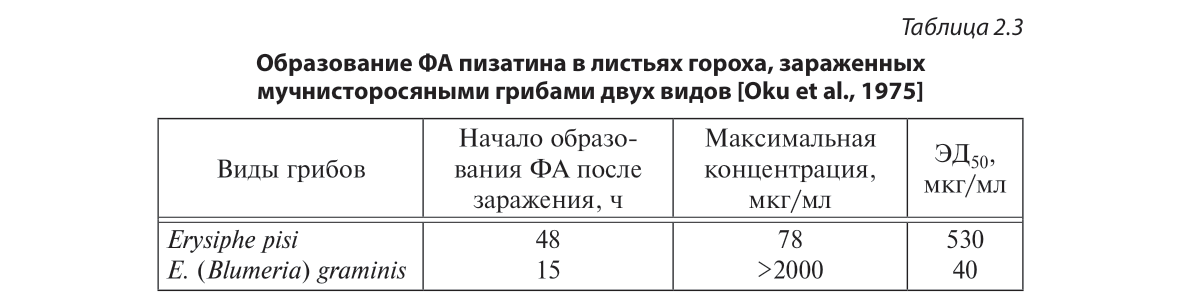 Таблица 2.3
Образование ФА пизатина в листьях гороха, зараженных
мучнисторосяными грибами двух видов [Oku et al., 1975]
Виды грибов
Начало образо-
вания ФА после
заражения, ч
Максимальная
концентрация,
мкг/мл
ЭД50,
мкг/мл
Erysiphe pisi 48 78 530
E. (Blumeria) graminis 15 >2000 40